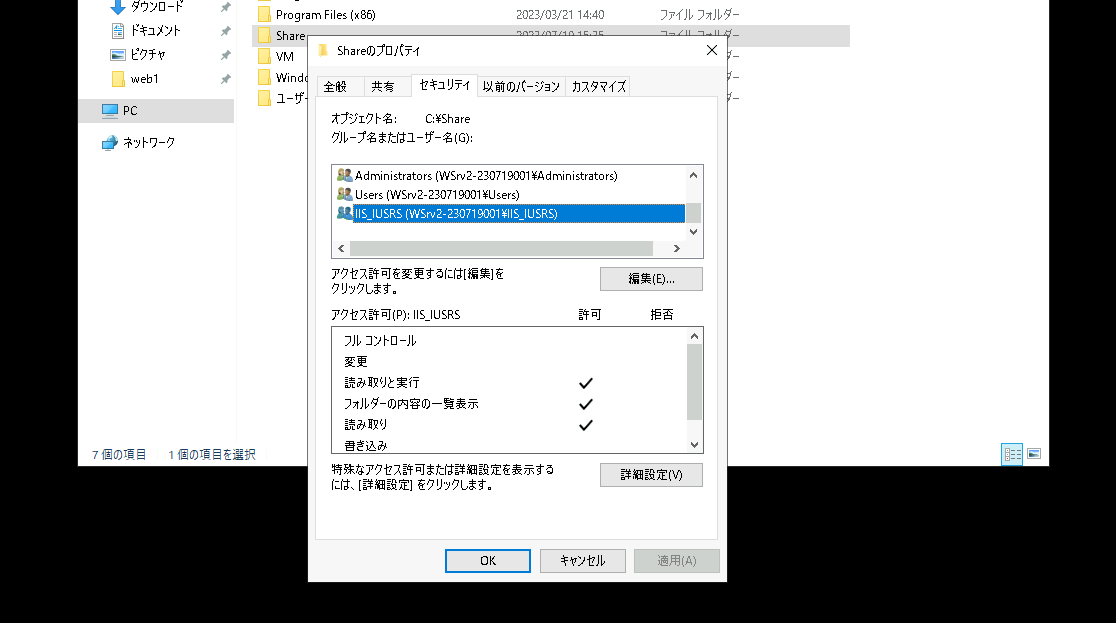 ダウンロード
Program Files (x86) 2023/03/21 14:40 ファイル フォルダー
ドキュメント
Share
ピクチャ
VM
web1
ユーザー
PC
ネットワーク
7 個の項目 1 個の項目を選択
Shareのプロパティ
全般 共有 セキュリティ 以前のバージョン カスタマイズ
オブジェクト名: C:¥Share
グループ名またはユーザー名(G):
Administrators (WSrv2-230719001¥Administrators)
Users (WSrv2-230719001¥Users)
IIS_IUSRS (WSrv2-230719001¥IIS_IUSRS)
アクセス許可を変更するには[編集]を
クリックします。
編集(E)...
アクセス許可(P): IIS_IUSRS 許可 拒否
フル コントロール
変更
読み取りと実行
フォルダーの内容の一覧表示
読み取り
書き込み
特殊なアクセス許可または詳細設定を表示する
には、[詳細設定] をクリックします。
詳細設定(V)
OK キャンセル 適用(A)